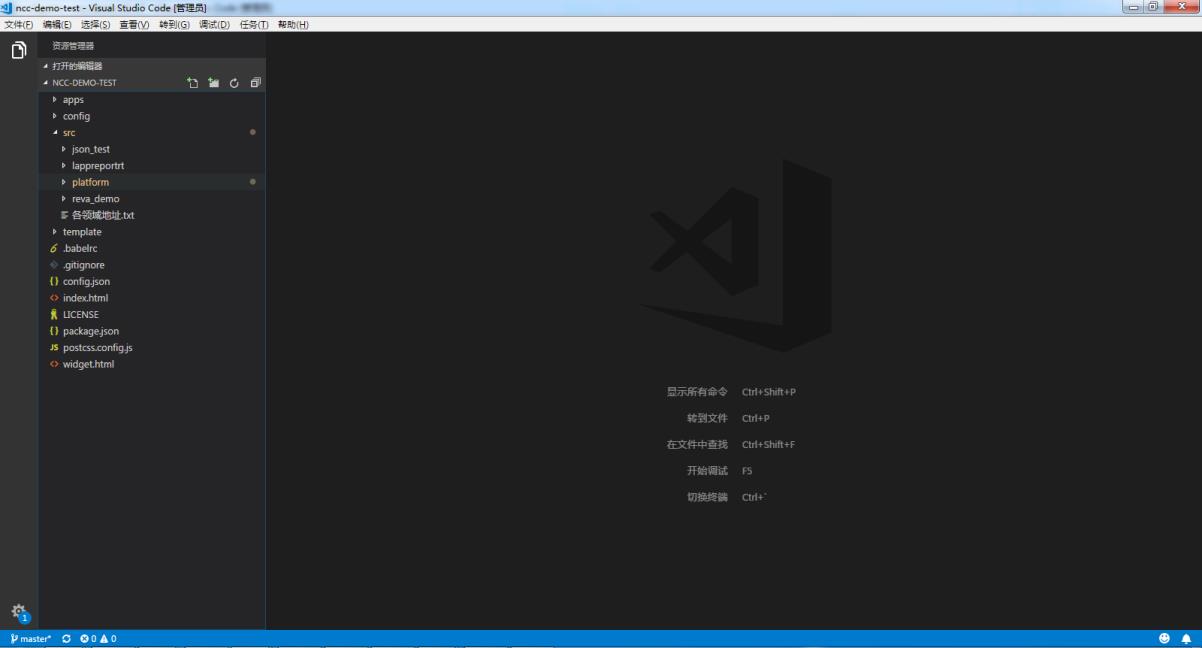 ncc-demo-test - Visual Studio Code [管理员]
文件(F) 编辑(E) 选择(S) 查看(V) 转到(G) 调试(D) 任务(T) 帮助(H)
资源管理器
打开的编辑器
NCC-DEMO-TEST
apps
config
src
json_test
lappreportrt
platform
reva_demo
各领域地址.txt
template
.babelrc
.gitignore
{} config.json
<> index.html
LICENSE
{} package.json
JS postcss.config.js
<> widget.html
显示所有命令 Ctrl+Shift+P
转到文件 Ctrl+P
在文件中查找 Ctrl+Shift+F
开始调试 F5
切换终端 Ctrl+`
1
master* 0 0